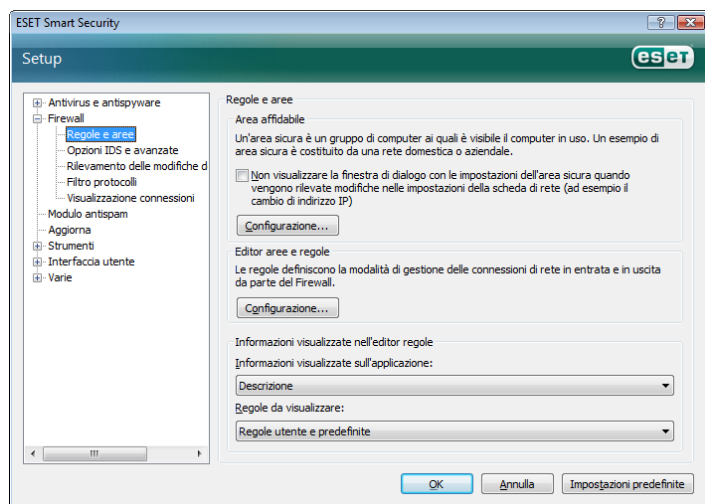 ESET Smart Security
Setup
eset
Antivirus e antispyware
Firewall
Regole e aree
Opzioni IDS e avanzate
Rilevamento delle modifiche d
Filtro protocolli
Visualizzazione connessioni
Modulo antispam
Aggiorna
Strumenti
Interfaccia utente
Varie
Regole e aree
Area affidabile
Un'area sicura è un gruppo di computer ai quali è visibile il computer in uso. Un esempio di
area sicura è costituito da una rete domestica o aziendale.
Non visualizzare la finestra di dialogo con le impostazioni dell'area sicura quando
vengono rilevate modifiche nelle impostazioni della scheda di rete (ad esempio il
cambio di indirizzo IP)
Configurazione...
Editor aree e regole
Le regole definiscono la modalità di gestione delle connessioni di rete in entrata e in uscita
da parte del Firewall.
Configurazione...
Informazioni visualizzate nell'editor regole
Informazioni visualizzate sull'applicazione:
Descrizione
Regole da visualizzare:
Regole utente e predefinite
OK
Annulla
Impostazioni predefinite